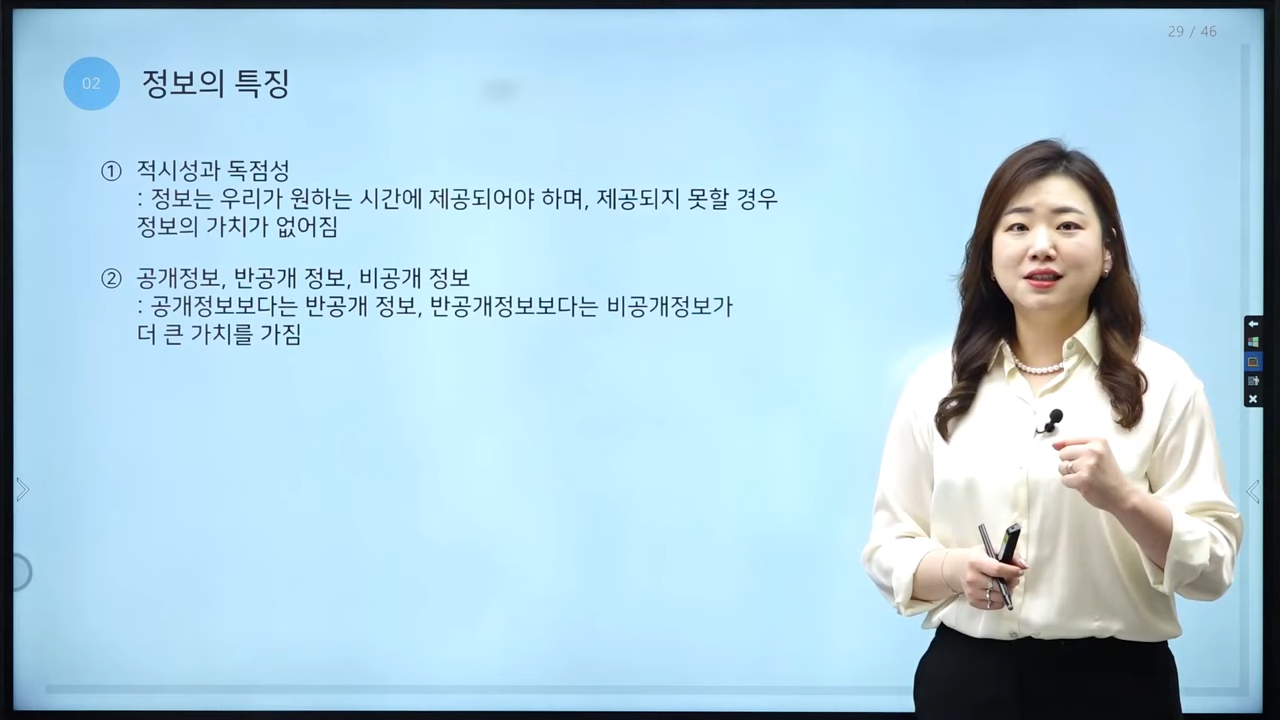 29 / 46
02 정보의 특징
① 적시성과 독점성
: 정보는 우리가 원하는 시간에 제공되어야 하며, 제공되지 못할 경우
정보의 가치가 없어짐
② 공개정보, 반공개 정보, 비공개 정보
: 공개정보보다는 반공개 정보, 반공개정보보다는 비공개정보가
더 큰 가치를 가짐